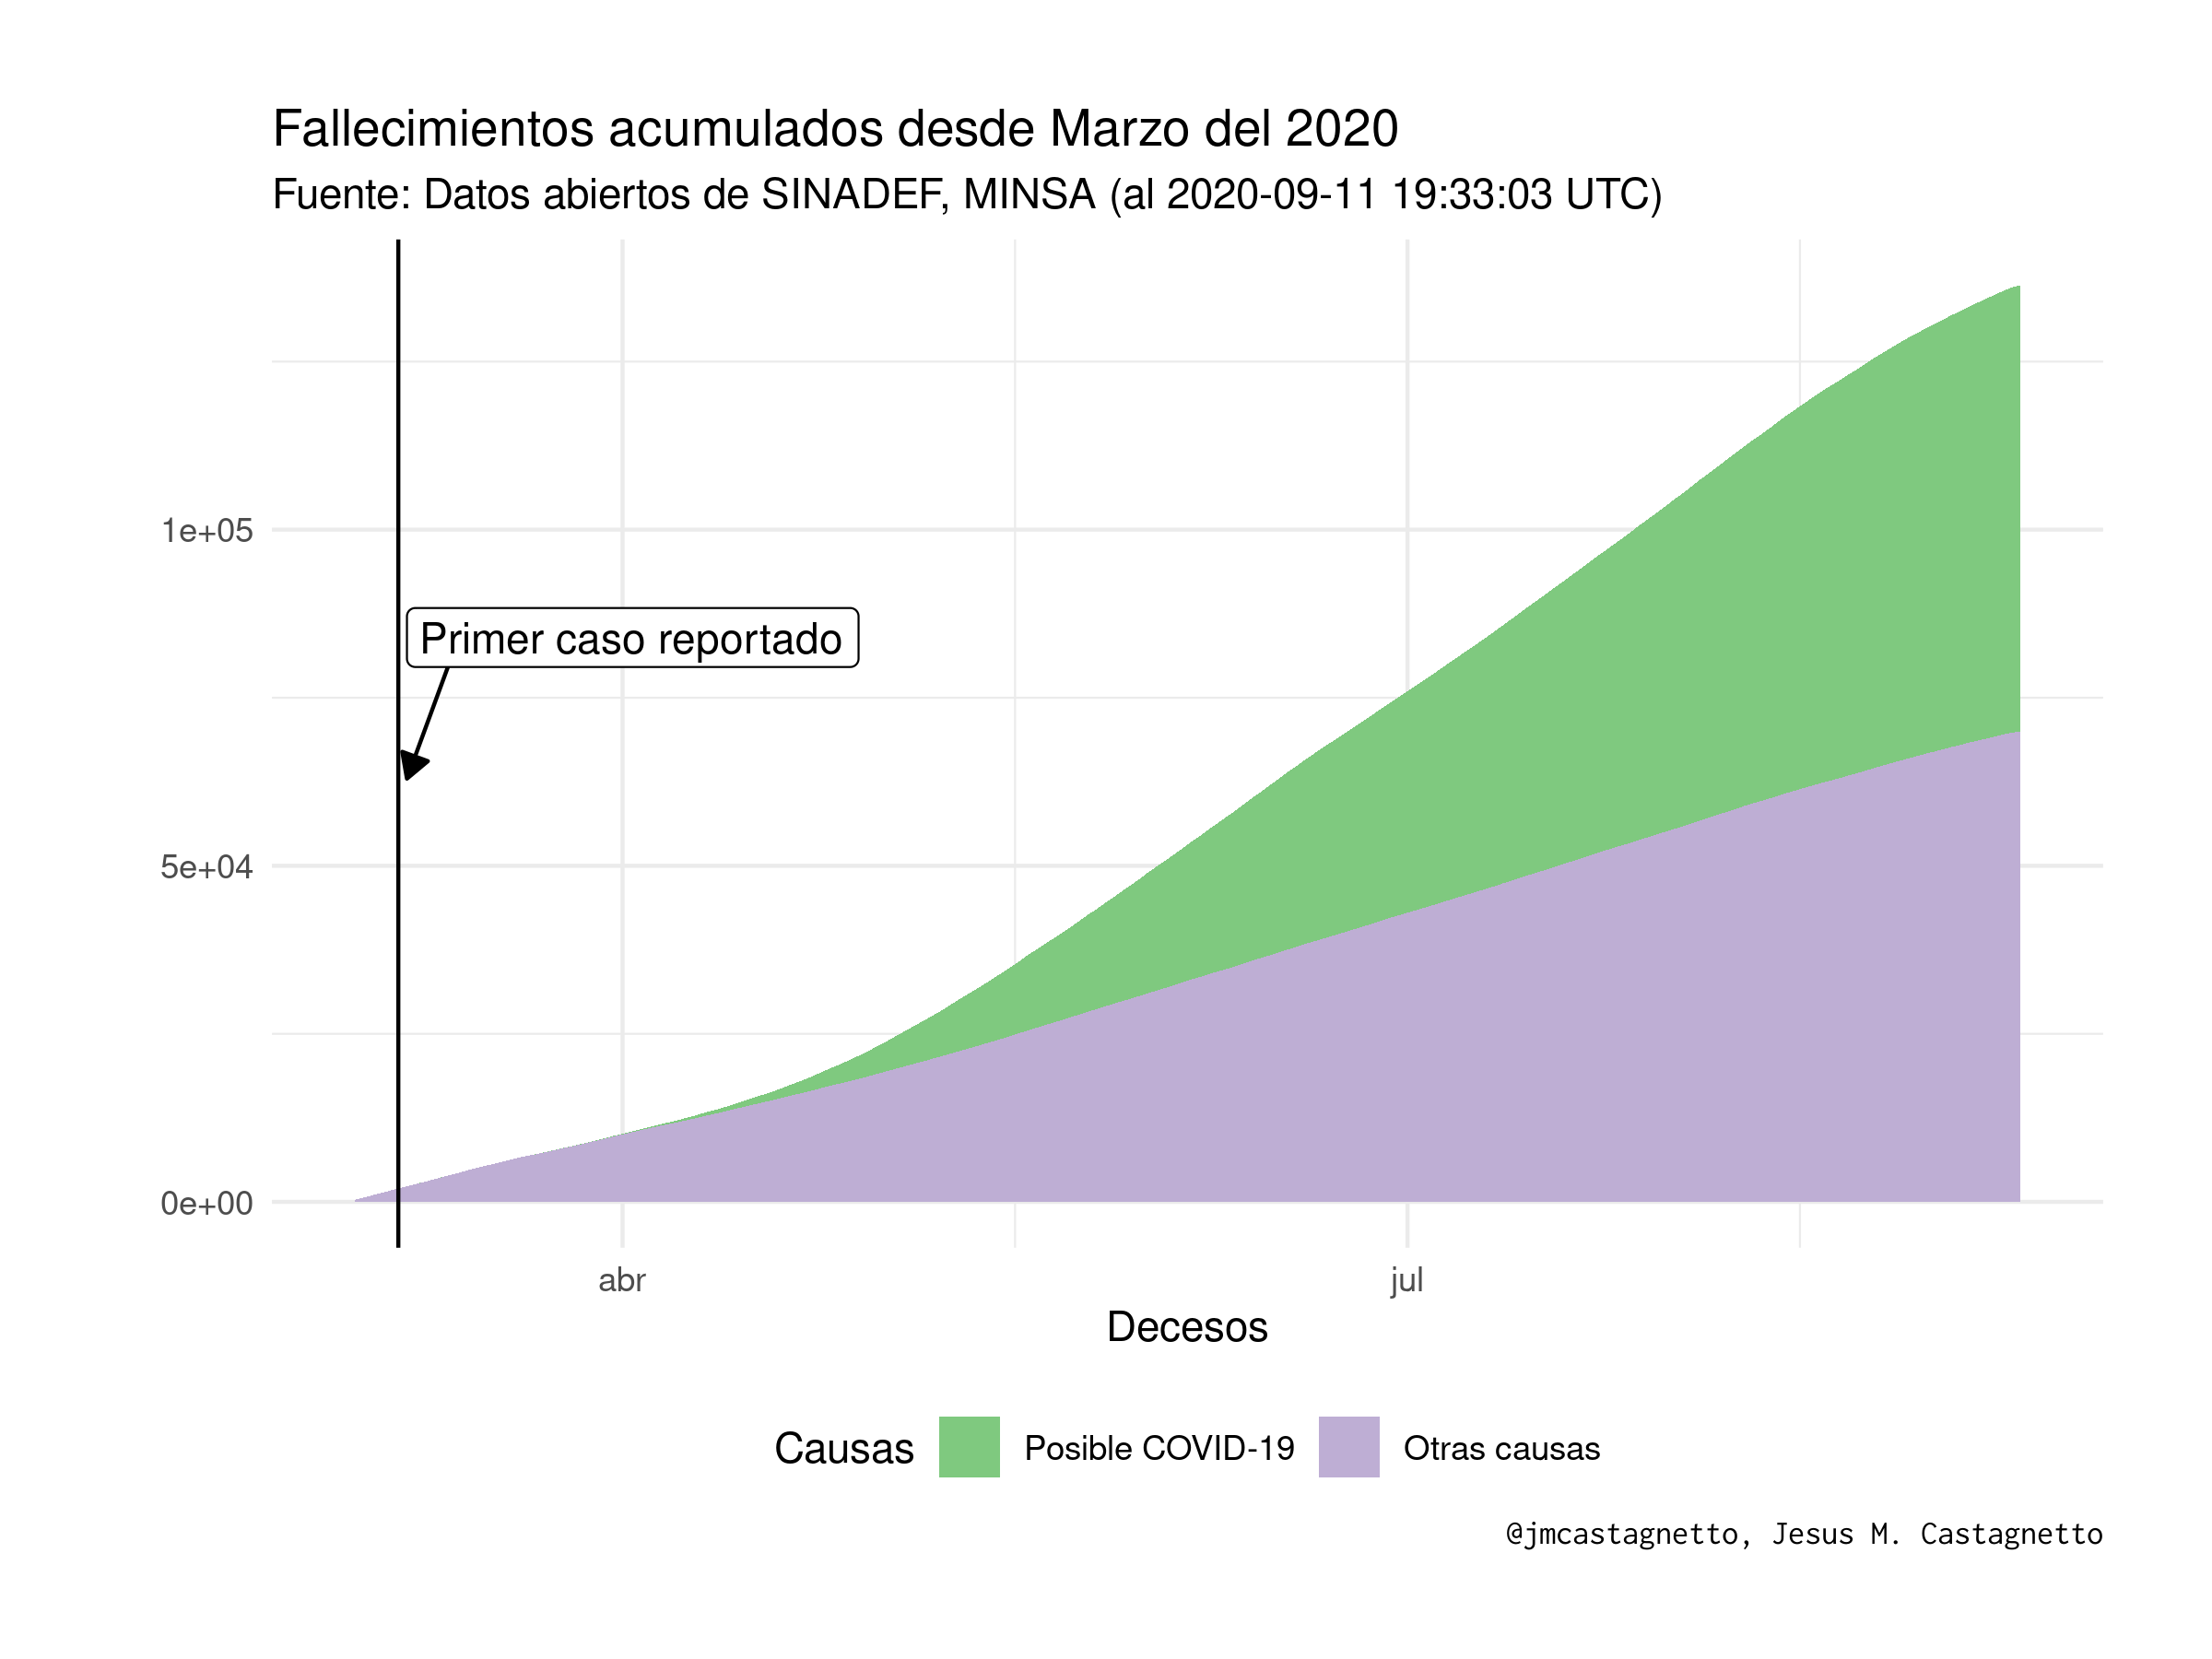 Fallecimientos acumulados desde Marzo del 2020
Fuente: Datos abiertos de SINADEF, MINSA (al 2020-09-11 19:33:03 UTC)
1e+05
Primer caso reportado
5e+04
0e+00
abr jul
Decesos
Causas Posible COVID-19 Otras causas
@jmcastagnetto, Jesus M. Castagnetto